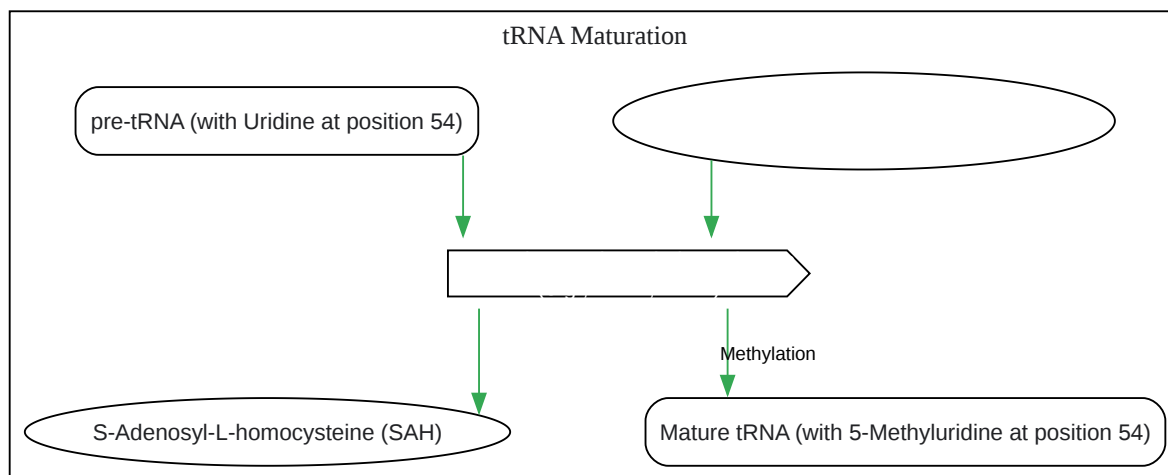 tRNA Maturation
pre-tRNA (with Uridine at position 54)
Methylation
S-Adenosyl-L-homocysteine (SAH)
Mature tRNA (with 5-Methyluridine at position 54)